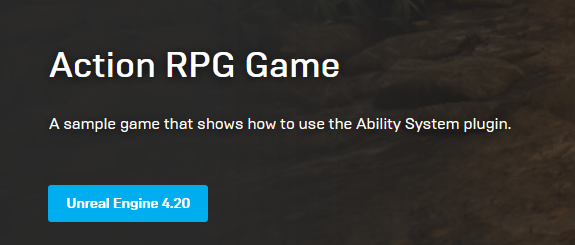 Action RPG Game
A sample game that shows how to use the Ability System plugin.
Unreal Engine 4.20